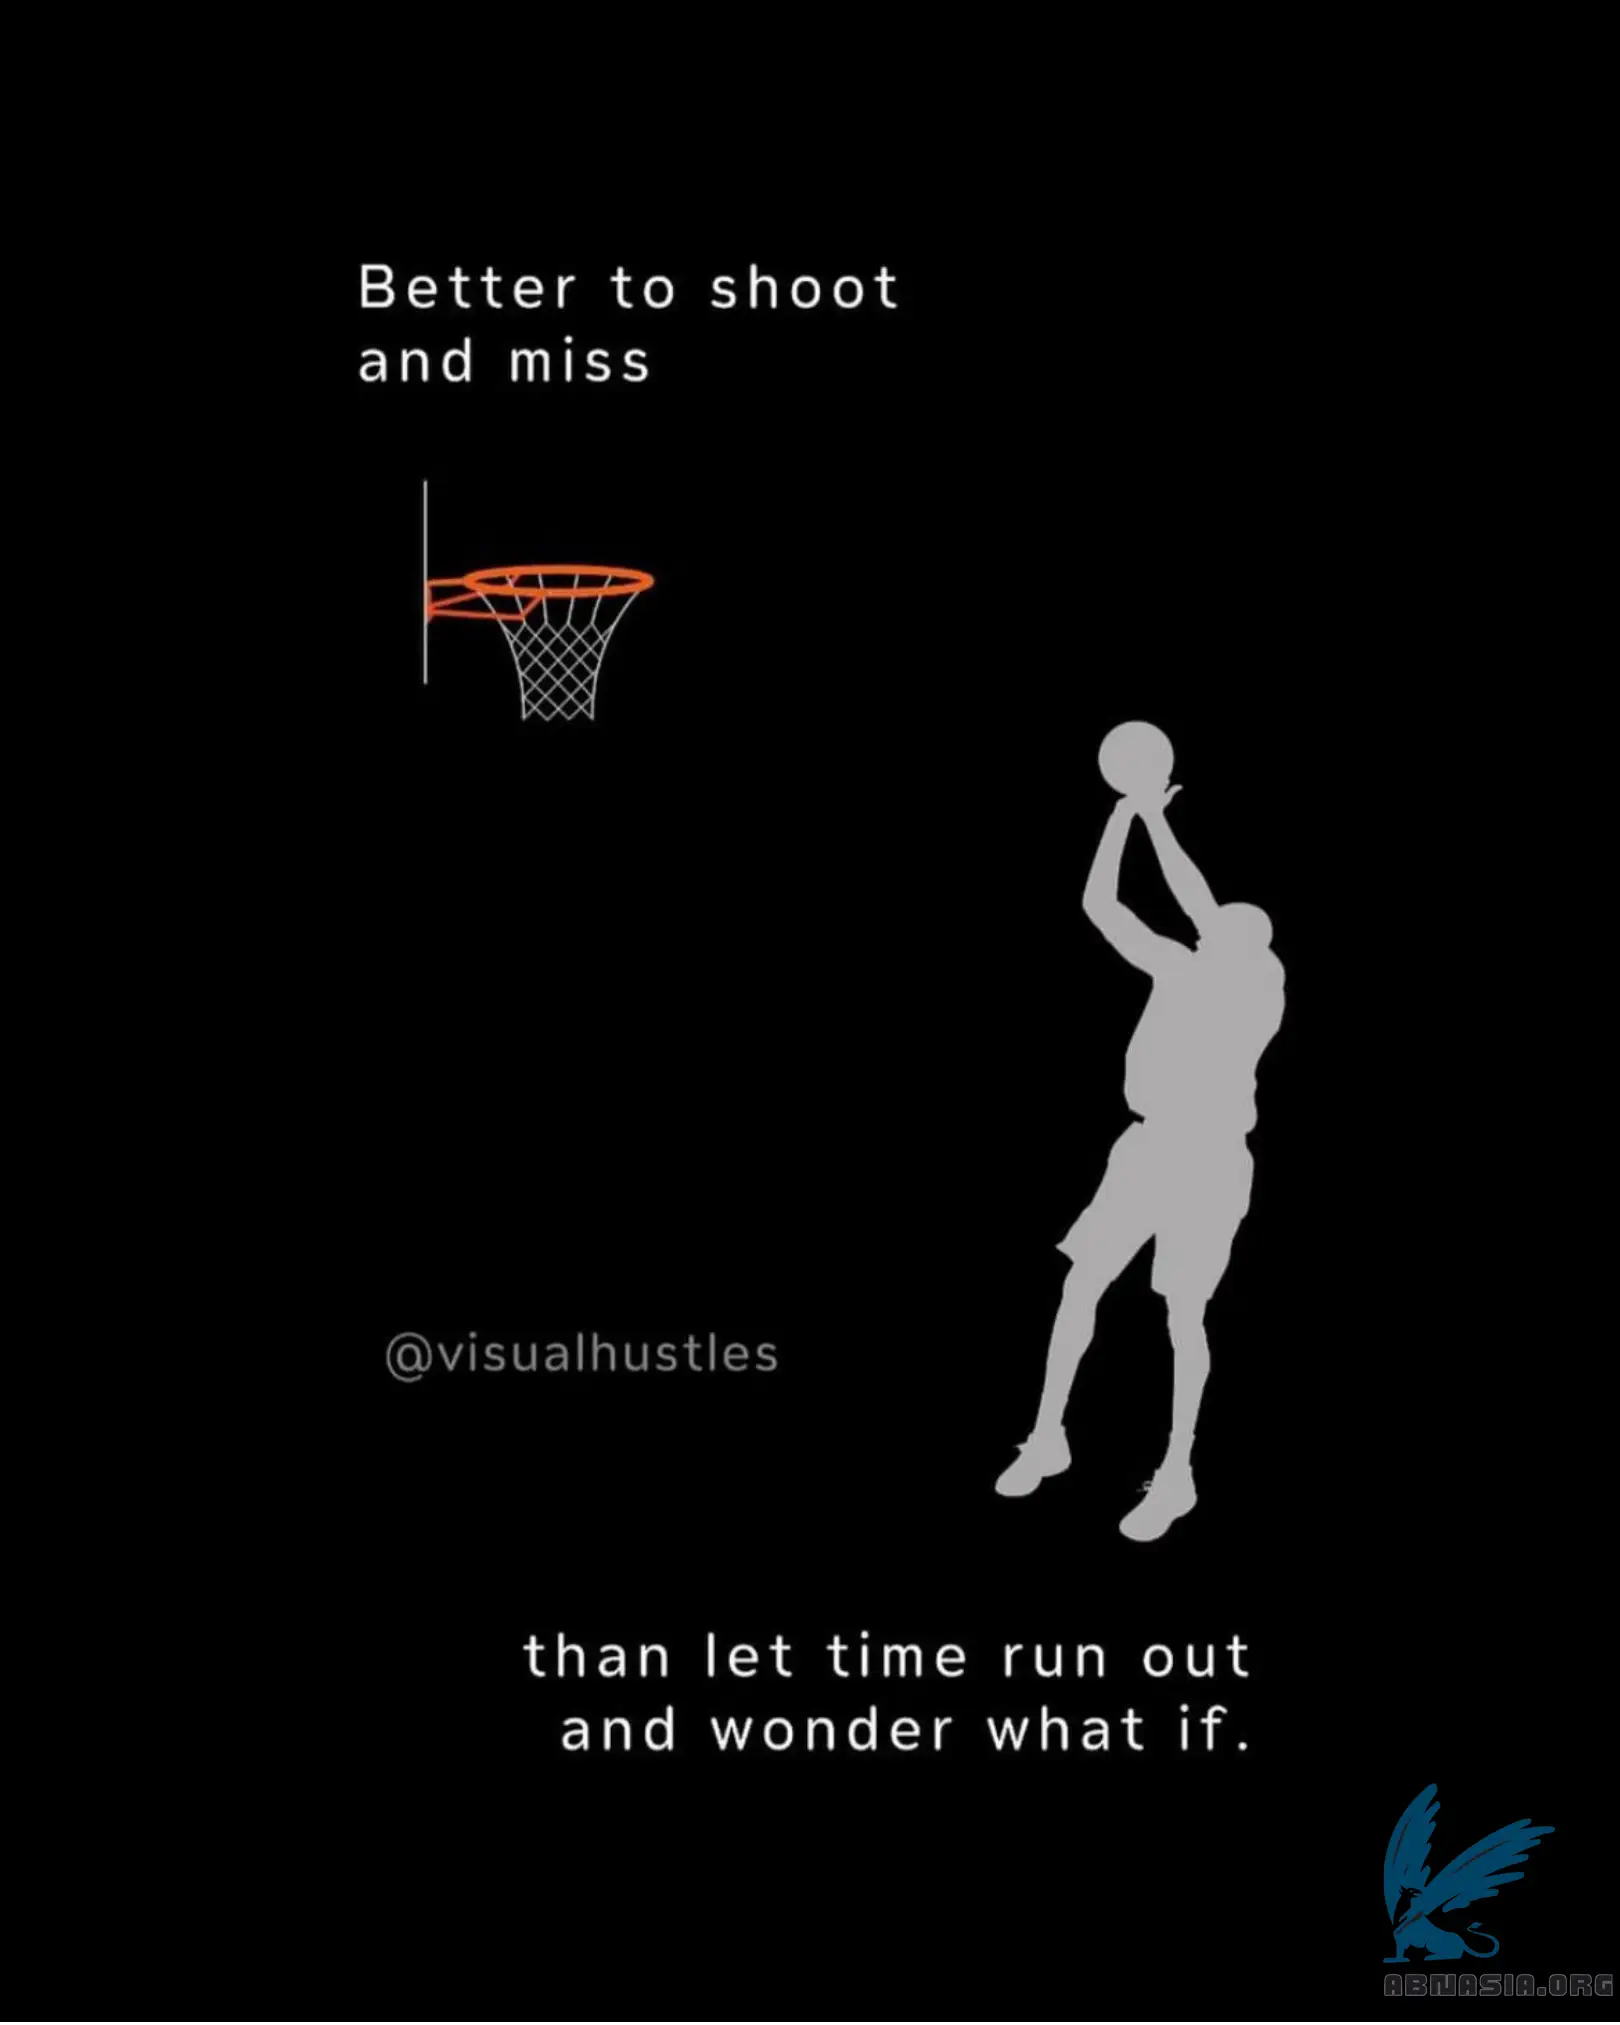 Better to shoot
and miss
@visualhustles
than let time run out
and wonder what if.
ABNASIA.ORG